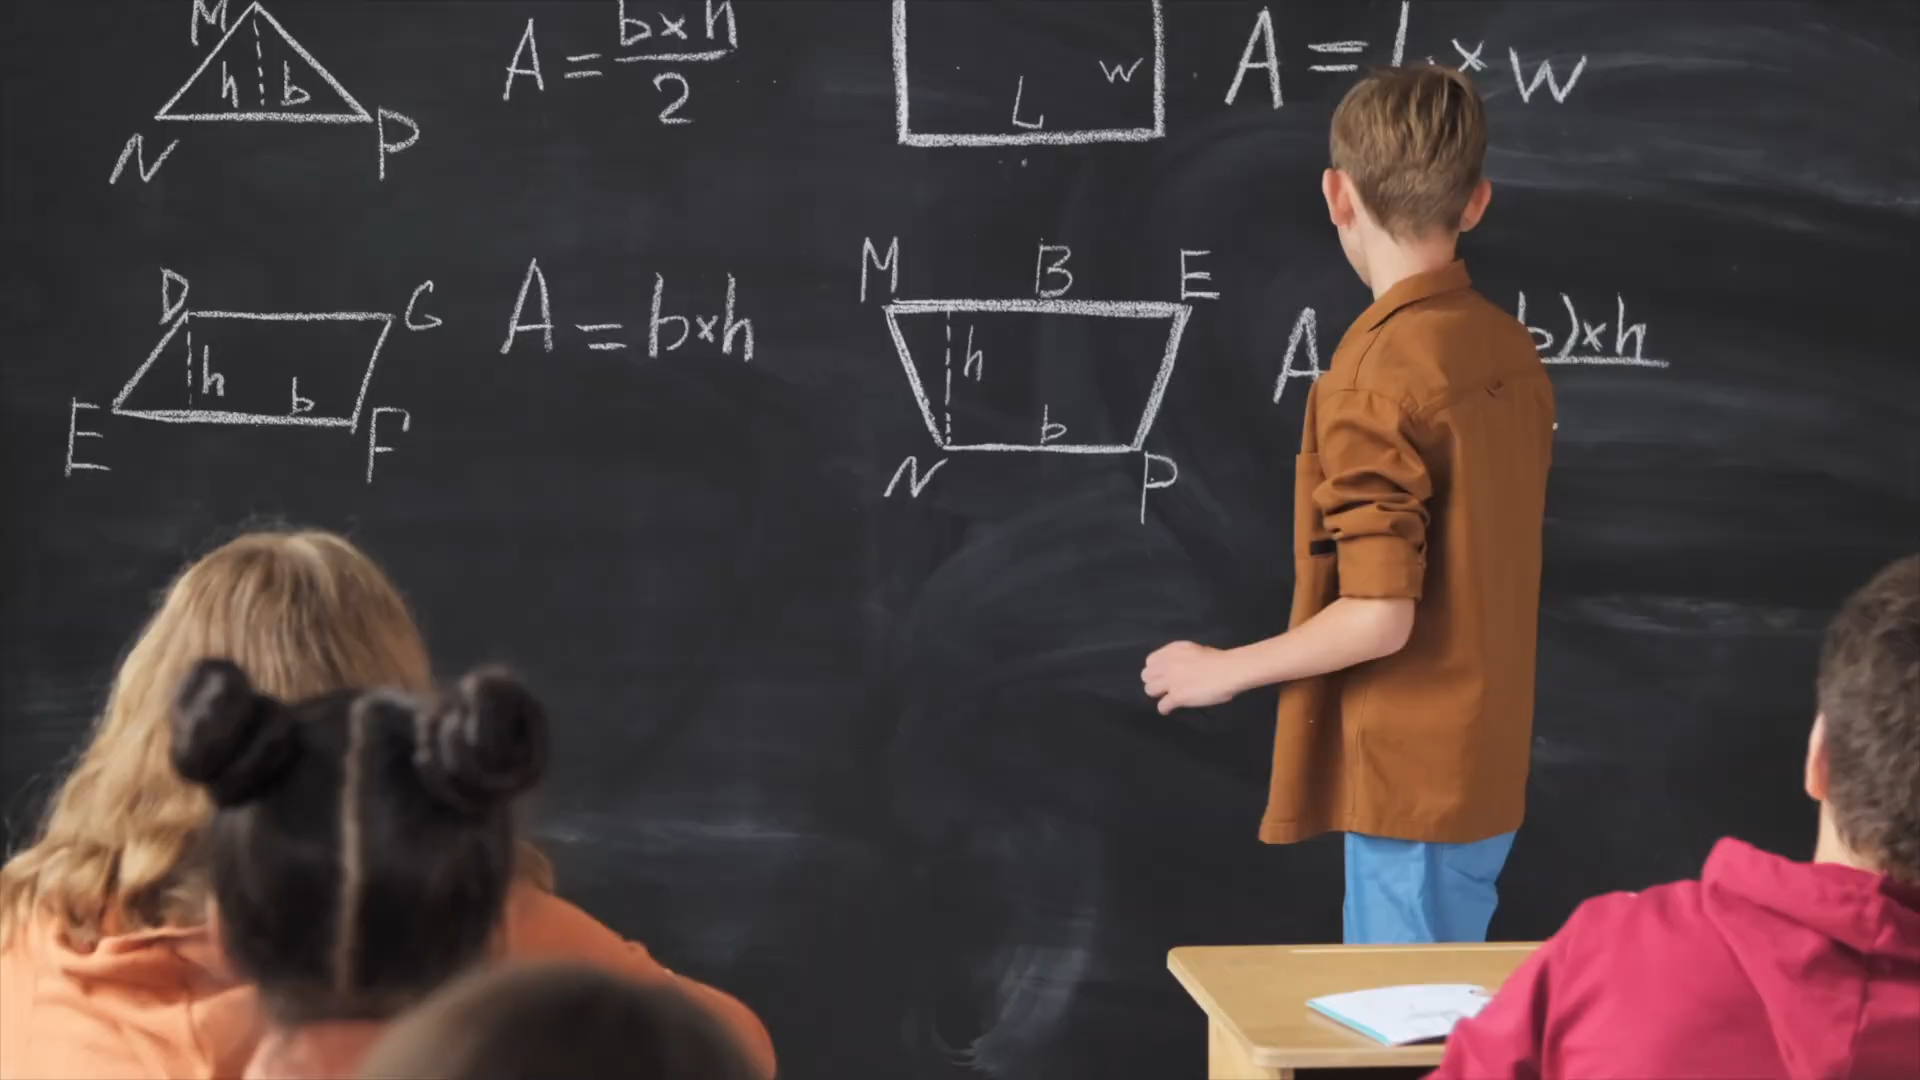 M
h b
N P
A = b×h
2
L w
A = L × w
D G
h b
E F
A = b×h
M B E
h
b
N P
A b)×h